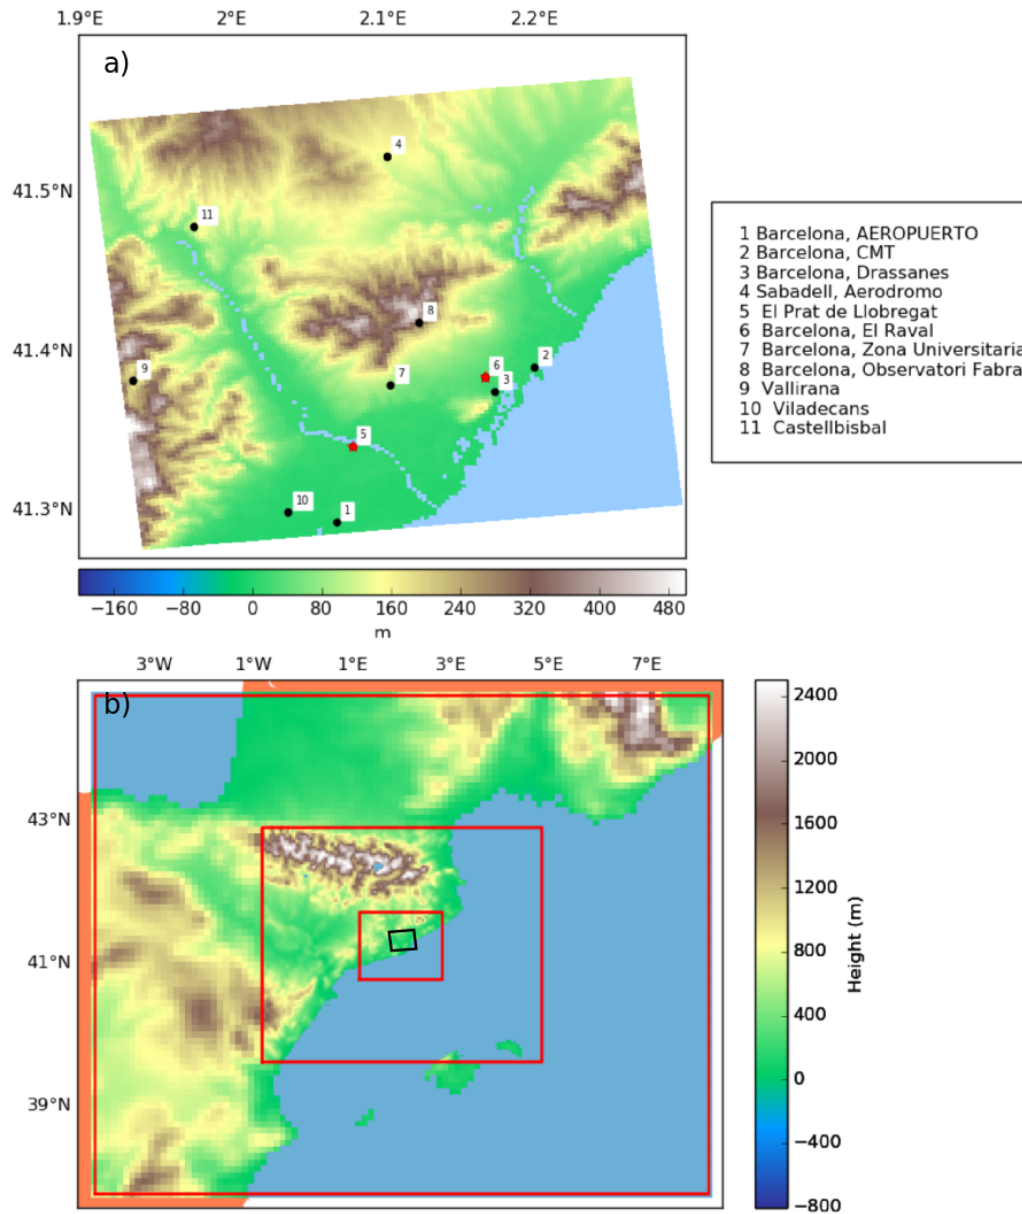 1.9°E 2°E 2.1°E 2.2°E
a)
4
41.5°N
11
1 Barcelona, AEROPUERTO
2 Barcelona, CMT
3 Barcelona, Drassanes
4 Sabadell, Aerodromo
5 El Prat de Llobregat
6 Barcelona, El Raval
7 Barcelona, Zona Universitaria
8 Barcelona, Observatori Fabra
9 Vallirana
10 Viladecans
11 Castellbisbal
8
41.4°N
2
6
9
7
3
5
10
1
41.3°N
−160 −80 0 80 160 240 320 400 480
m
3°W 1°W 1°E 3°E 5°E 7°E
b)
43°N
41°N
39°N
2400
2000
1600
1200
800
400
0
−400
−800
Height (m)